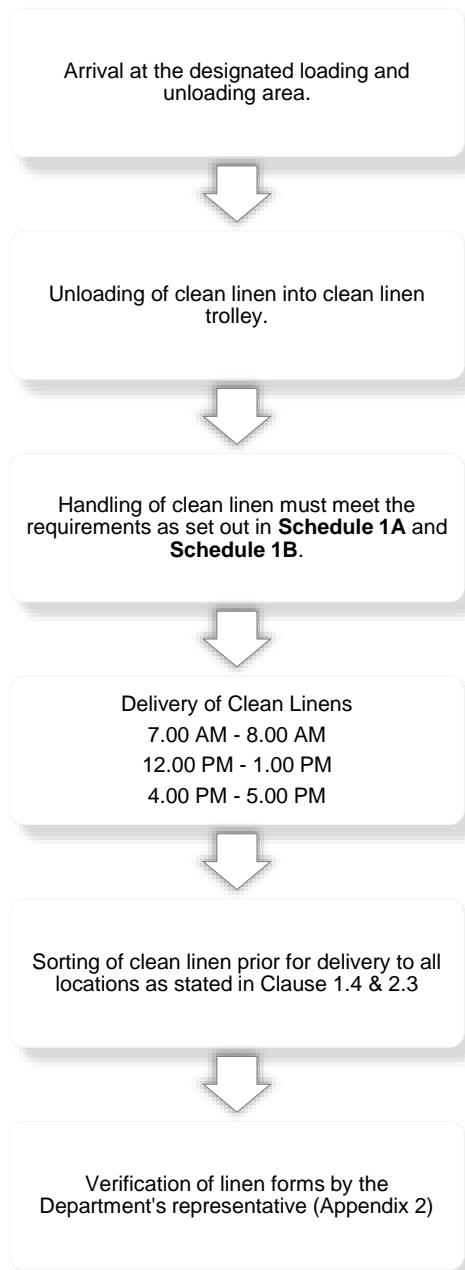 Arrival at the designated loading and
unloading area.
Unloading of clean linen into clean linen
trolley.
Handling of clean linen must meet the
requirements as set out in Schedule 1A and
Schedule 1B.
Delivery of Clean Linens
7.00 AM - 8.00 AM
12.00 PM - 1.00 PM
4.00 PM - 5.00 PM
Sorting of clean linen prior for delivery to all
locations as stated in Clause 1.4 & 2.3
Verification of linen forms by the
Department's representative (Appendix 2)